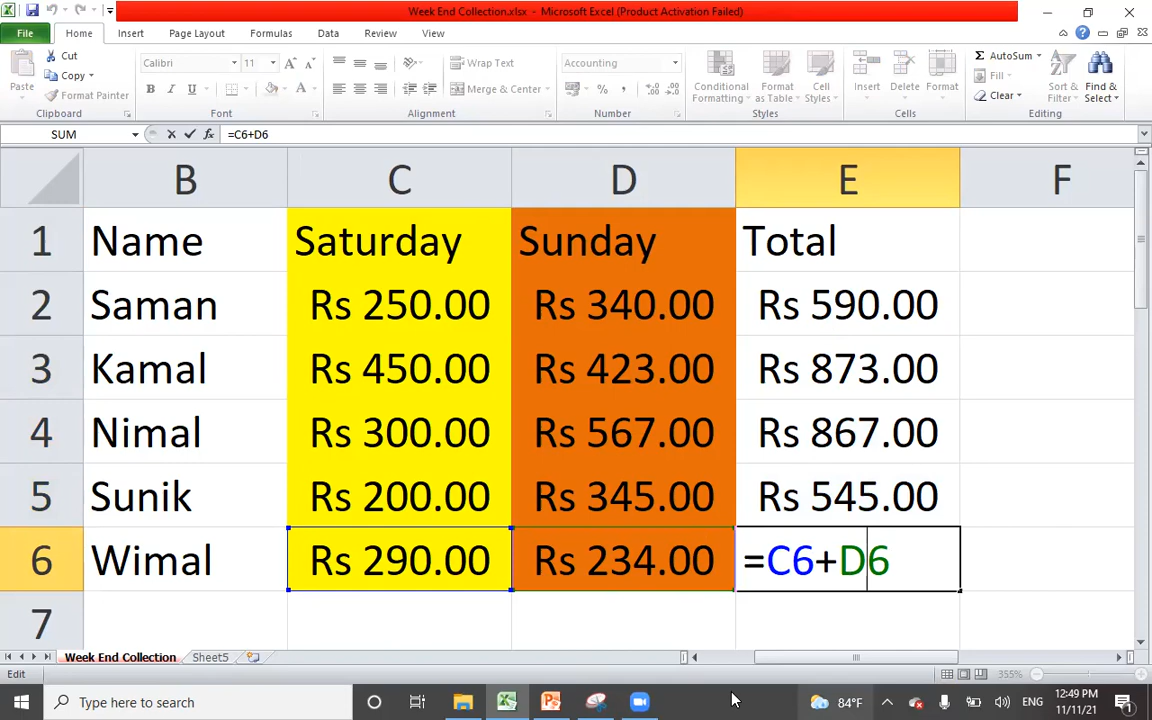 Week End Collection.xlsx - Microsoft Excel (Product Activation Failed)
File Home Insert Page Layout Formulas Data Review View
Paste
Cut
Copy
Format Painter
Clipboard
Calibri 11
B I U
Font
Wrap Text
Merge & Center
Alignment
Accounting
Number
Conditional Formatting
Format as Table
Cell Styles
Styles
Insert Delete Format
Cells
AutoSum
Fill
Clear
Sort & Filter
Find & Select
Editing
SUM fx =C6+D6
B C D E F
1 Name Saturday Sunday Total
2 Saman Rs 250.00 Rs 340.00 Rs 590.00
3 Kamal Rs 450.00 Rs 423.00 Rs 873.00
4 Nimal Rs 300.00 Rs 567.00 Rs 867.00
5 Sunik Rs 200.00 Rs 345.00 Rs 545.00
6 Wimal Rs 290.00 Rs 234.00 =C6+D6
7
Week End Collection Sheet5
Edit 355%
Type here to search 84°F ENG 12:49 PM
11/11/21